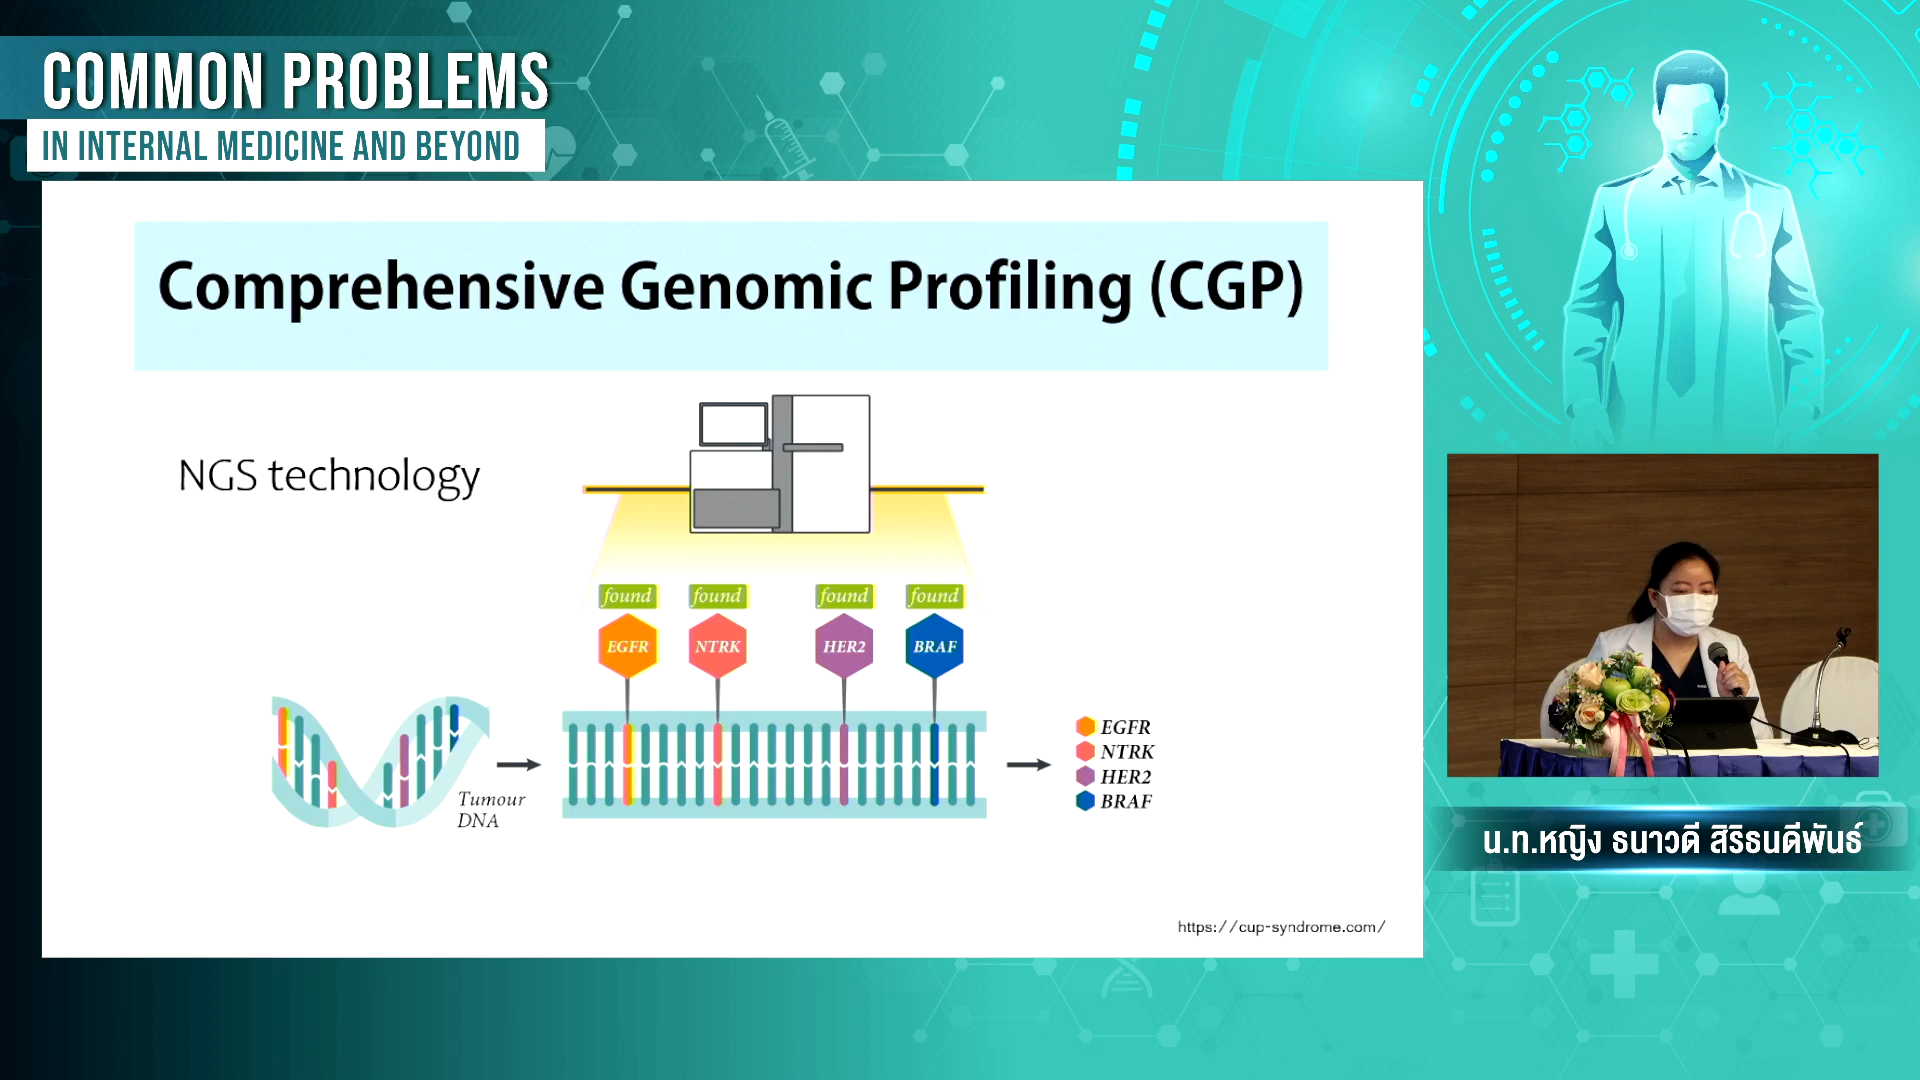 COMMON PROBLEMS
IN INTERNAL MEDICINE AND BEYOND
Comprehensive Genomic Profiling (CGP)
NGS technology
found found found found
EGFR NTRK HER2 BRAF
Tumour
DNA
EGFR
NTRK
HER2
BRAF
https://cup-syndrome.com/
น.ท.หญิง ธนาวดี สิริธนดีพันธ์